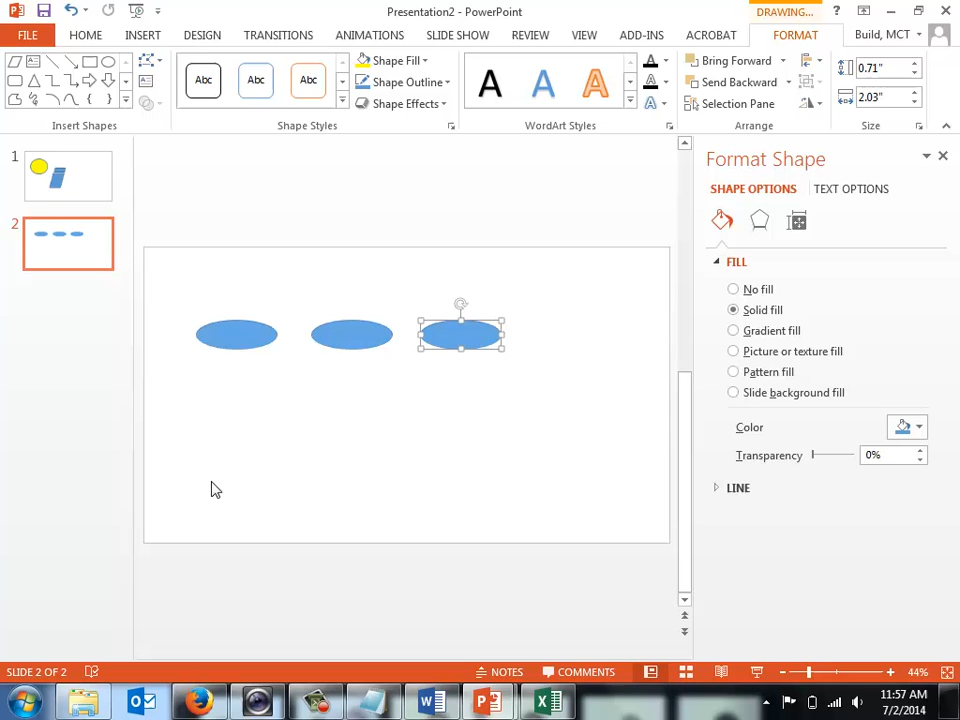 Presentation2 - PowerPoint
DRAWING...
?
FILE
HOME
INSERT
DESIGN
TRANSITIONS
ANIMATIONS
SLIDE SHOW
REVIEW
VIEW
ADD-INS
ACROBAT
FORMAT
Build, MCT
Abc
Abc
Abc
Shape Fill
Shape Outline
Shape Effects
A
A
A
A
A
A
Bring Forward
Send Backward
Selection Pane
0.71"
2.03"
Insert Shapes
Shape Styles
WordArt Styles
Arrange
Size
1
2
Format Shape
SHAPE OPTIONS
TEXT OPTIONS
FILL
No fill
Solid fill
Gradient fill
Picture or texture fill
Pattern fill
Slide background fill
Color
Transparency
0%
LINE
SLIDE 2 OF 2
NOTES
COMMENTS
44%
11:57 AM
7/2/2014